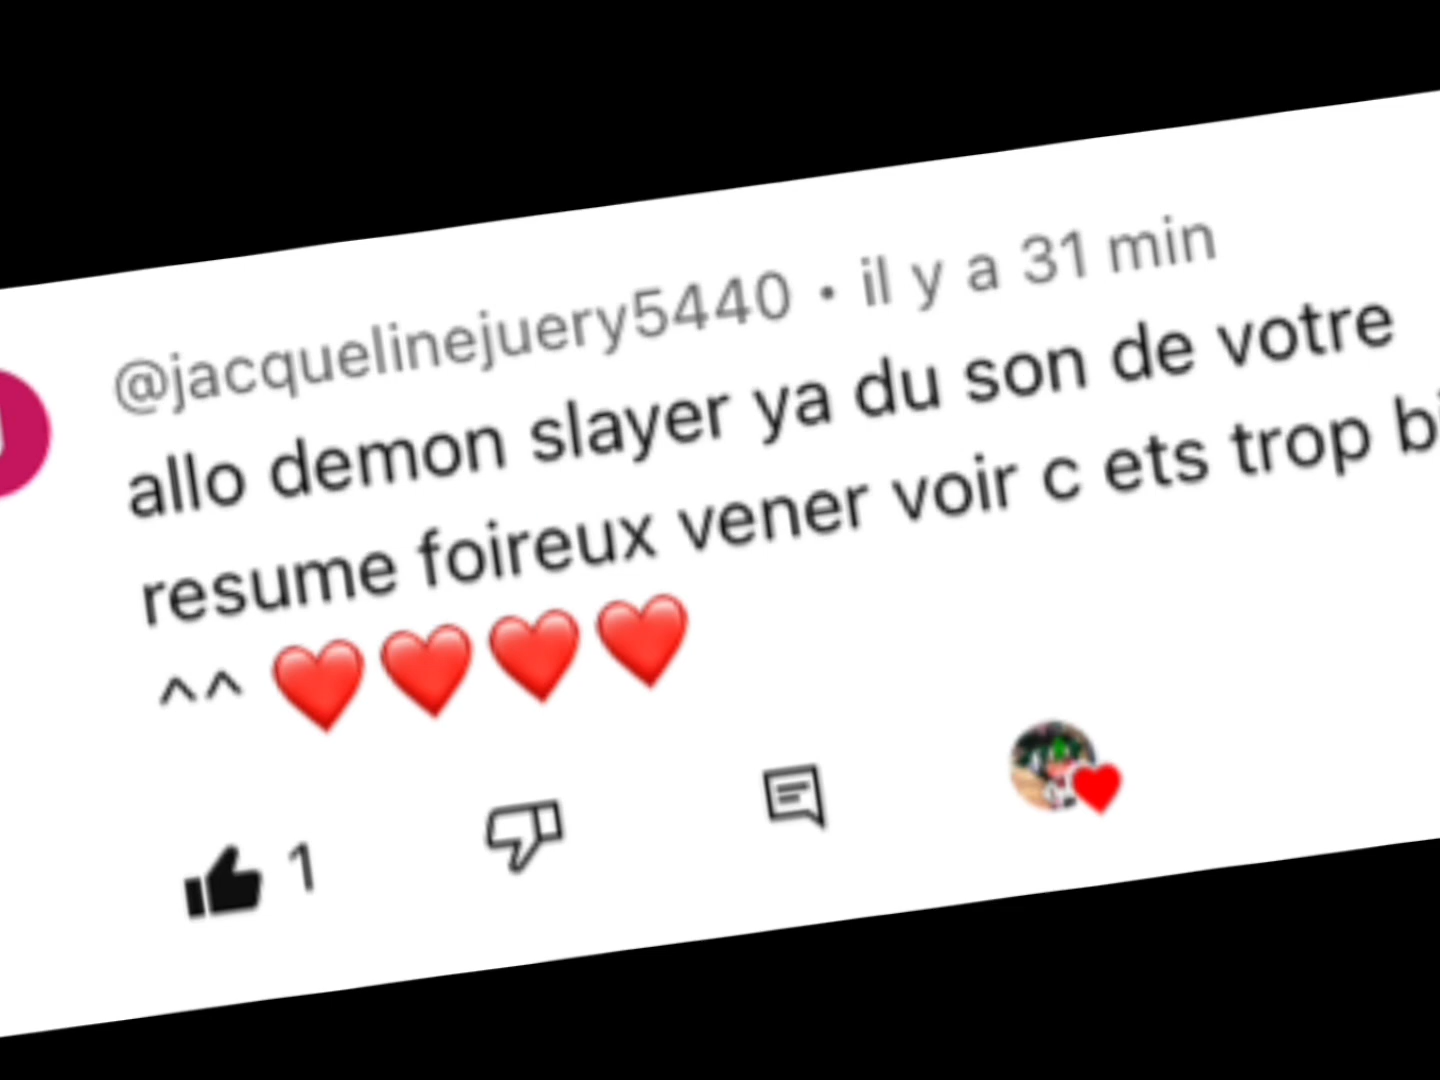 @jacquelinejuery5440 • il y a 31 min
allo demon slayer ya du son de votre
resume foireux vener voir c ets trop
^^ ❤️❤️❤️❤️
1